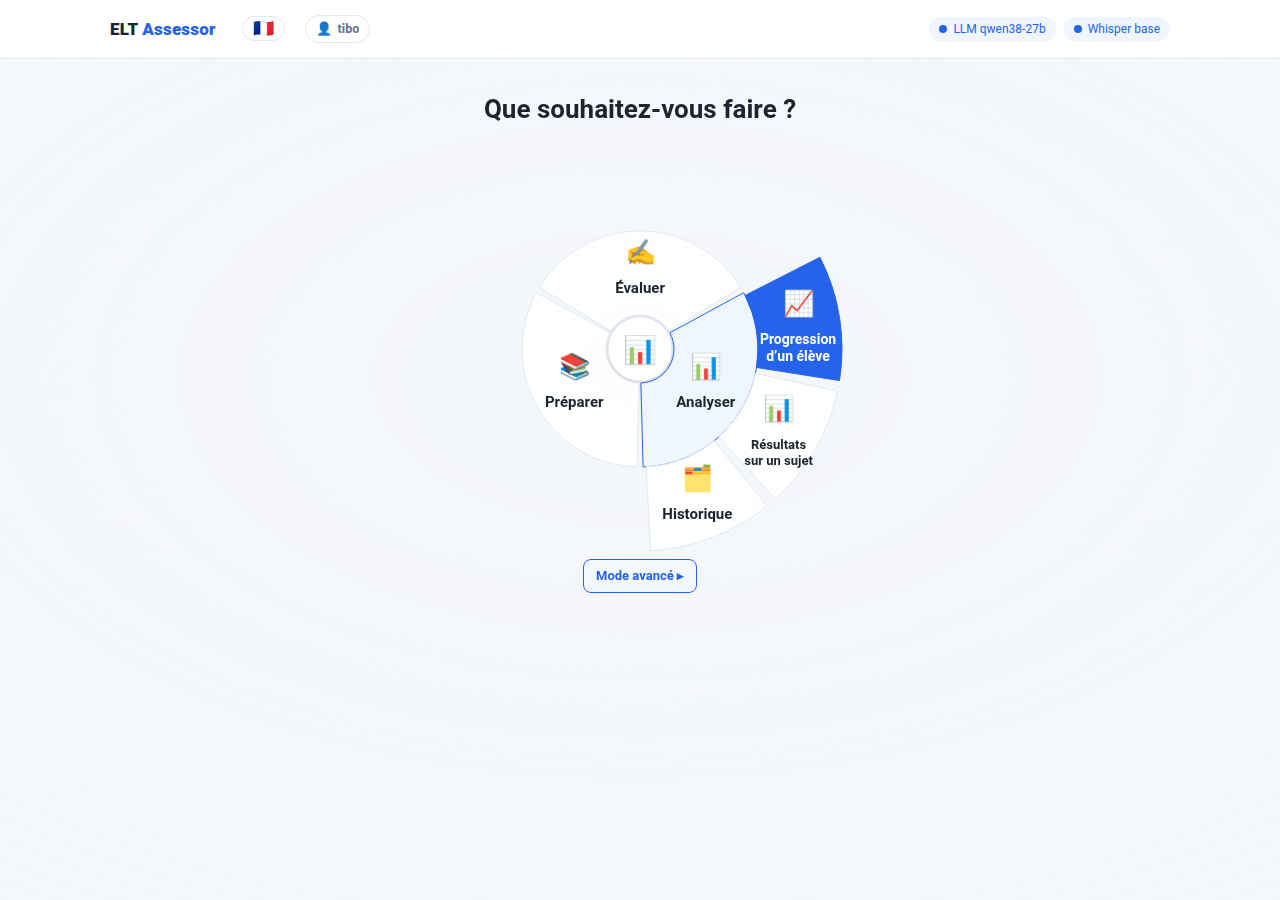 ELT Assessor
tibo
LLM qwen38-27b
Whisper base
Que souhaitez-vous faire ?
Évaluer
Progression
d’un élève
Préparer
Analyser
Résultats
sur un sujet
Historique
Mode avancé ▸